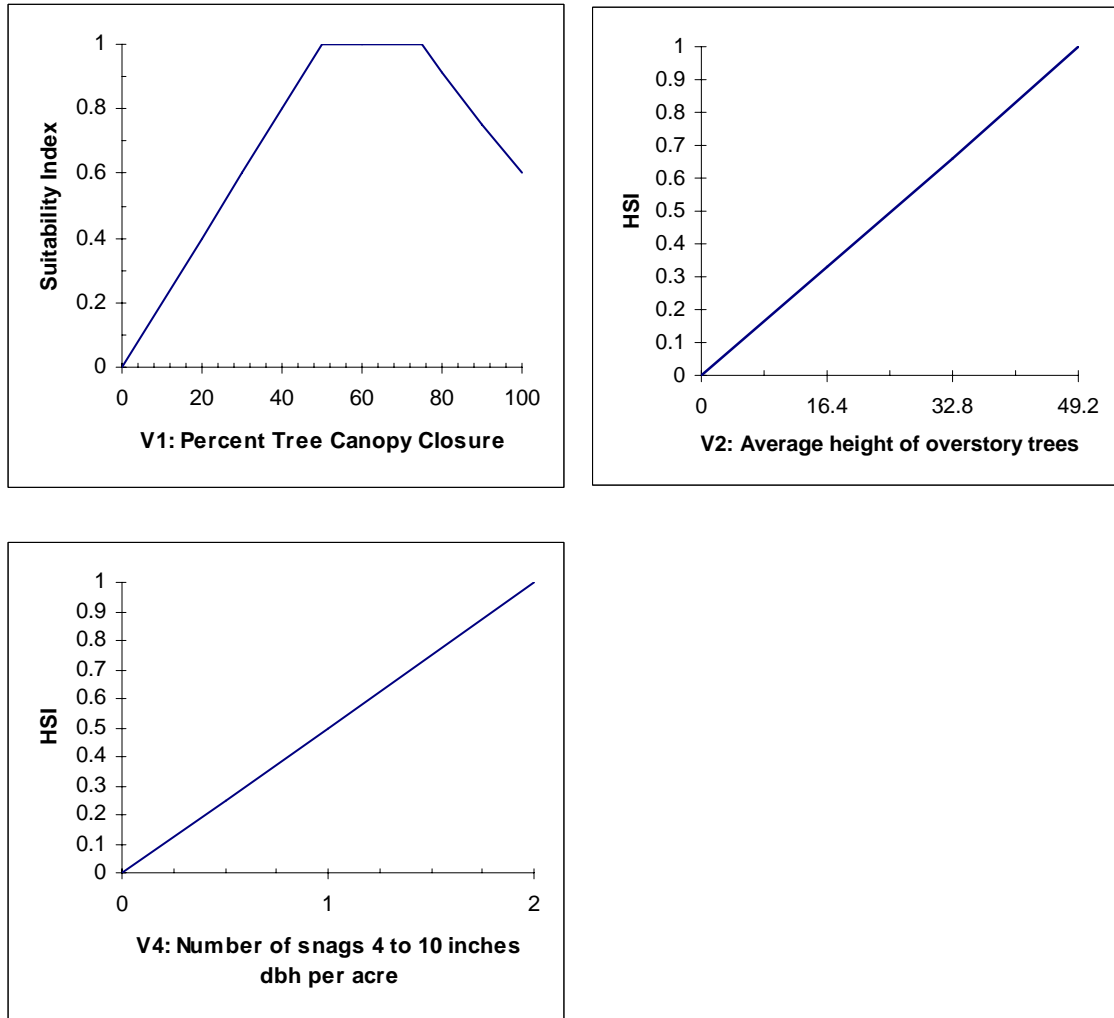 1
0.8
0.6
0.4
0.2
0
Suitability Index
0 20 40 60 80 100
V1: Percent Tree Canopy Closure
1
0.9
0.8
0.7
0.6
0.5
0.4
0.3
0.2
0.1
0
HSI
0 16.4 32.8 49.2
V2: Average height of overstory trees
1
0.9
0.8
0.7
0.6
0.5
0.4
0.3
0.2
0.1
0
HSI
0 1 2
V4: Number of snags 4 to 10 inches
dbh per acre